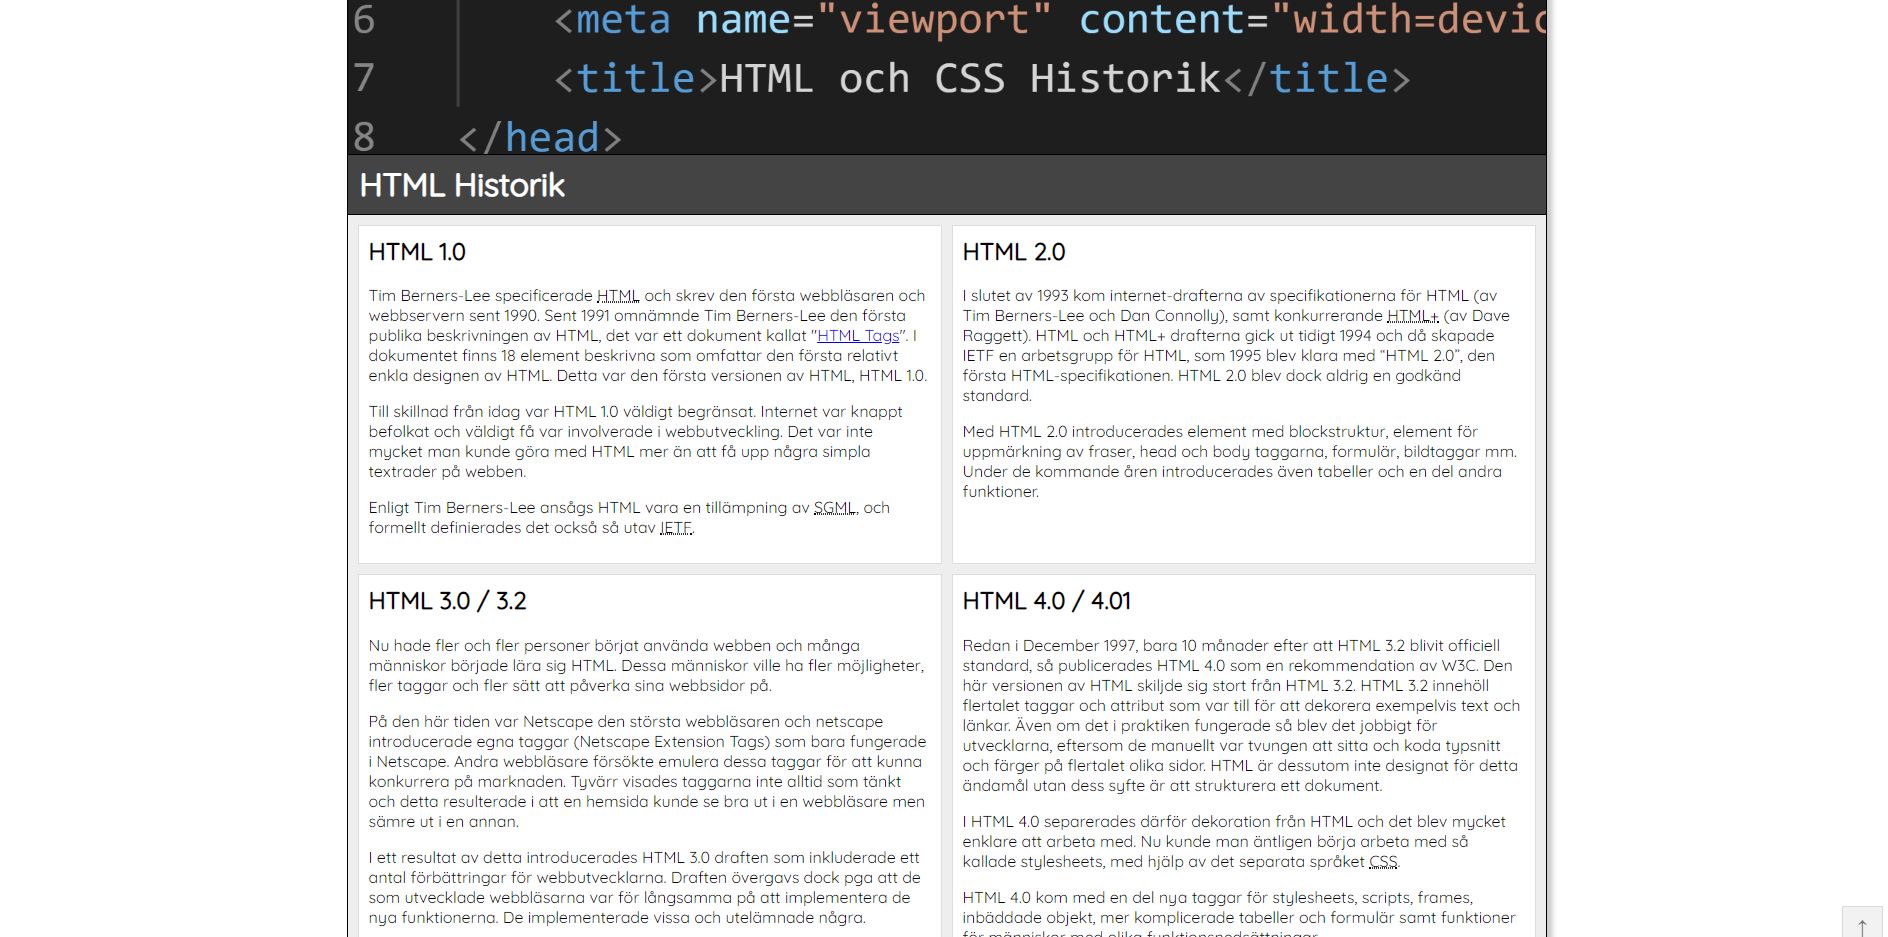 6 <meta name="viewport" content="width=devic
7 <title>HTML och CSS Historik</title>
8 </head>
HTML Historik
HTML 1.0
Tim Berners-Lee specificerade HTML och skrev den första webbläsaren och
webbservern sent 1990. Sent 1991 omnämnde Tim Berners-Lee den första
publika beskrivningen av HTML, det var ett dokument kallat "HTML Tags". I
dokumentet finns 18 element beskrivna som omfattar den första relativt
enkla designen av HTML. Detta var den första versionen av HTML, HTML 1.0.
Till skillnad från idag var HTML 1.0 väldigt begränsat. Internet var knappt
befolkat och väldigt få var involverade i webbutveckling. Det var inte
mycket man kunde göra med HTML mer än att få upp några simpla
textrader på webben.
Enligt Tim Berners-Lee ansågs HTML vara en tillämpning av SGML, och
formellt definierades det också så utav IETF.
HTML 2.0
I slutet av 1993 kom internet-drafterna av specifikationerna för HTML (av
Tim Berners-Lee och Dan Connolly), samt konkurrerande HTML+ (av Dave
Raggett). HTML och HTML+ drafterna gick ut tidigt 1994 och då skapade
IETF en arbetsgrupp för HTML, som 1995 blev klara med “HTML 2.0”, den
första HTML-specifikationen. HTML 2.0 blev dock aldrig en godkänd
standard.
Med HTML 2.0 introducerades element med blockstruktur, element för
uppmärkning av fraser, head och body taggarna, formulär, bildtaggar mm.
Under de kommande åren introducerades även tabeller och en del andra
funktioner.
HTML 3.0 / 3.2
Nu hade fler och fler personer börjat använda webben och många
människor började lära sig HTML. Dessa människor ville ha fler möjligheter,
fler taggar och fler sätt att påverka sina webbsidor på.
På den här tiden var Netscape den största webbläsaren och netscape
introducerade egna taggar (Netscape Extension Tags) som bara fungerade
i Netscape. Andra webbläsare försökte emulera dessa taggar för att kunna
konkurrera på marknaden. Tyvärr visades taggarna inte alltid som tänkt
och detta resulterade i att en hemsida kunde se bra ut i en webbläsare men
sämre ut i en annan.
I ett resultat av detta introducerades HTML 3.0 draften som inkluderade ett
antal förbättringar för webbutvecklarna. Draften övergavs dock pga att de
som utvecklade webbläsarna var för långsamma på att implementera de
nya funktionerna. De implementerade vissa och utelämnade några.
HTML 4.0 / 4.01
Redan i December 1997, bara 10 månader efter att HTML 3.2 blivit officiell
standard, så publicerades HTML 4.0 som en rekommendation av W3C. Den
här versionen av HTML skiljde sig stort från HTML 3.2. HTML 3.2 innehöll
flertalet taggar och attribut som var till för att dekorera exempelvis text och
länkar. Även om det i praktiken fungerade så blev det jobbigt för
utvecklarna, eftersom de manuellt var tvungen att sitta och koda typsnitt
och färger på flertalet olika sidor. HTML är dessutom inte designat för detta
ändamål utan dess syfte är att strukturera ett dokument.
I HTML 4.0 separerades därför dekoration från HTML och det blev mycket
enklare att arbeta med. Nu kunde man äntligen börja arbeta med så
kallade stylesheets, med hjälp av det separata språket CSS.
HTML 4.0 kom med en del nya taggar för stylesheets, scripts, frames,
inbäddade objekt, mer komplicerade tabeller och formulär samt funktioner
för människor med olika funktionsnedsättningar.
↑